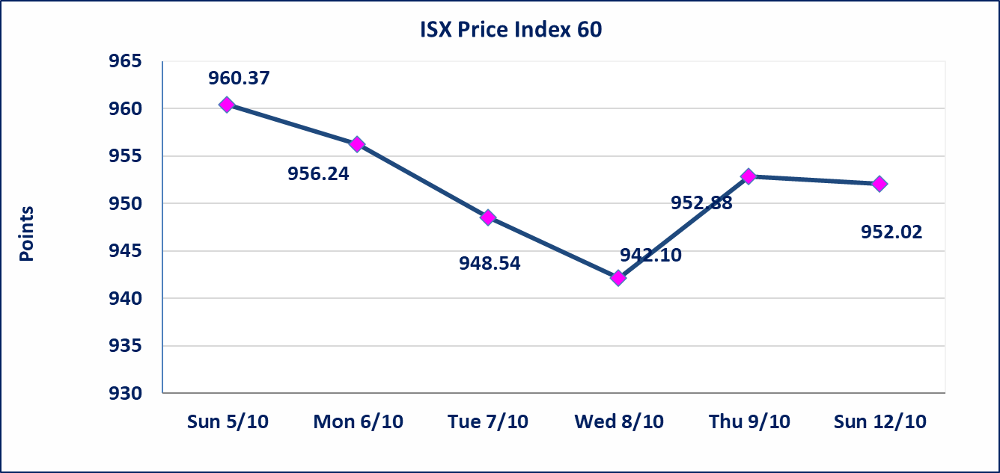 ISX Price Index 60
965
960
955
950
945
940
935
930
Points
960.37
956.24
948.54
942.10
952.88
952.02
Sun 5/10
Mon 6/10
Tue 7/10
Wed 8/10
Thu 9/10
Sun 12/10